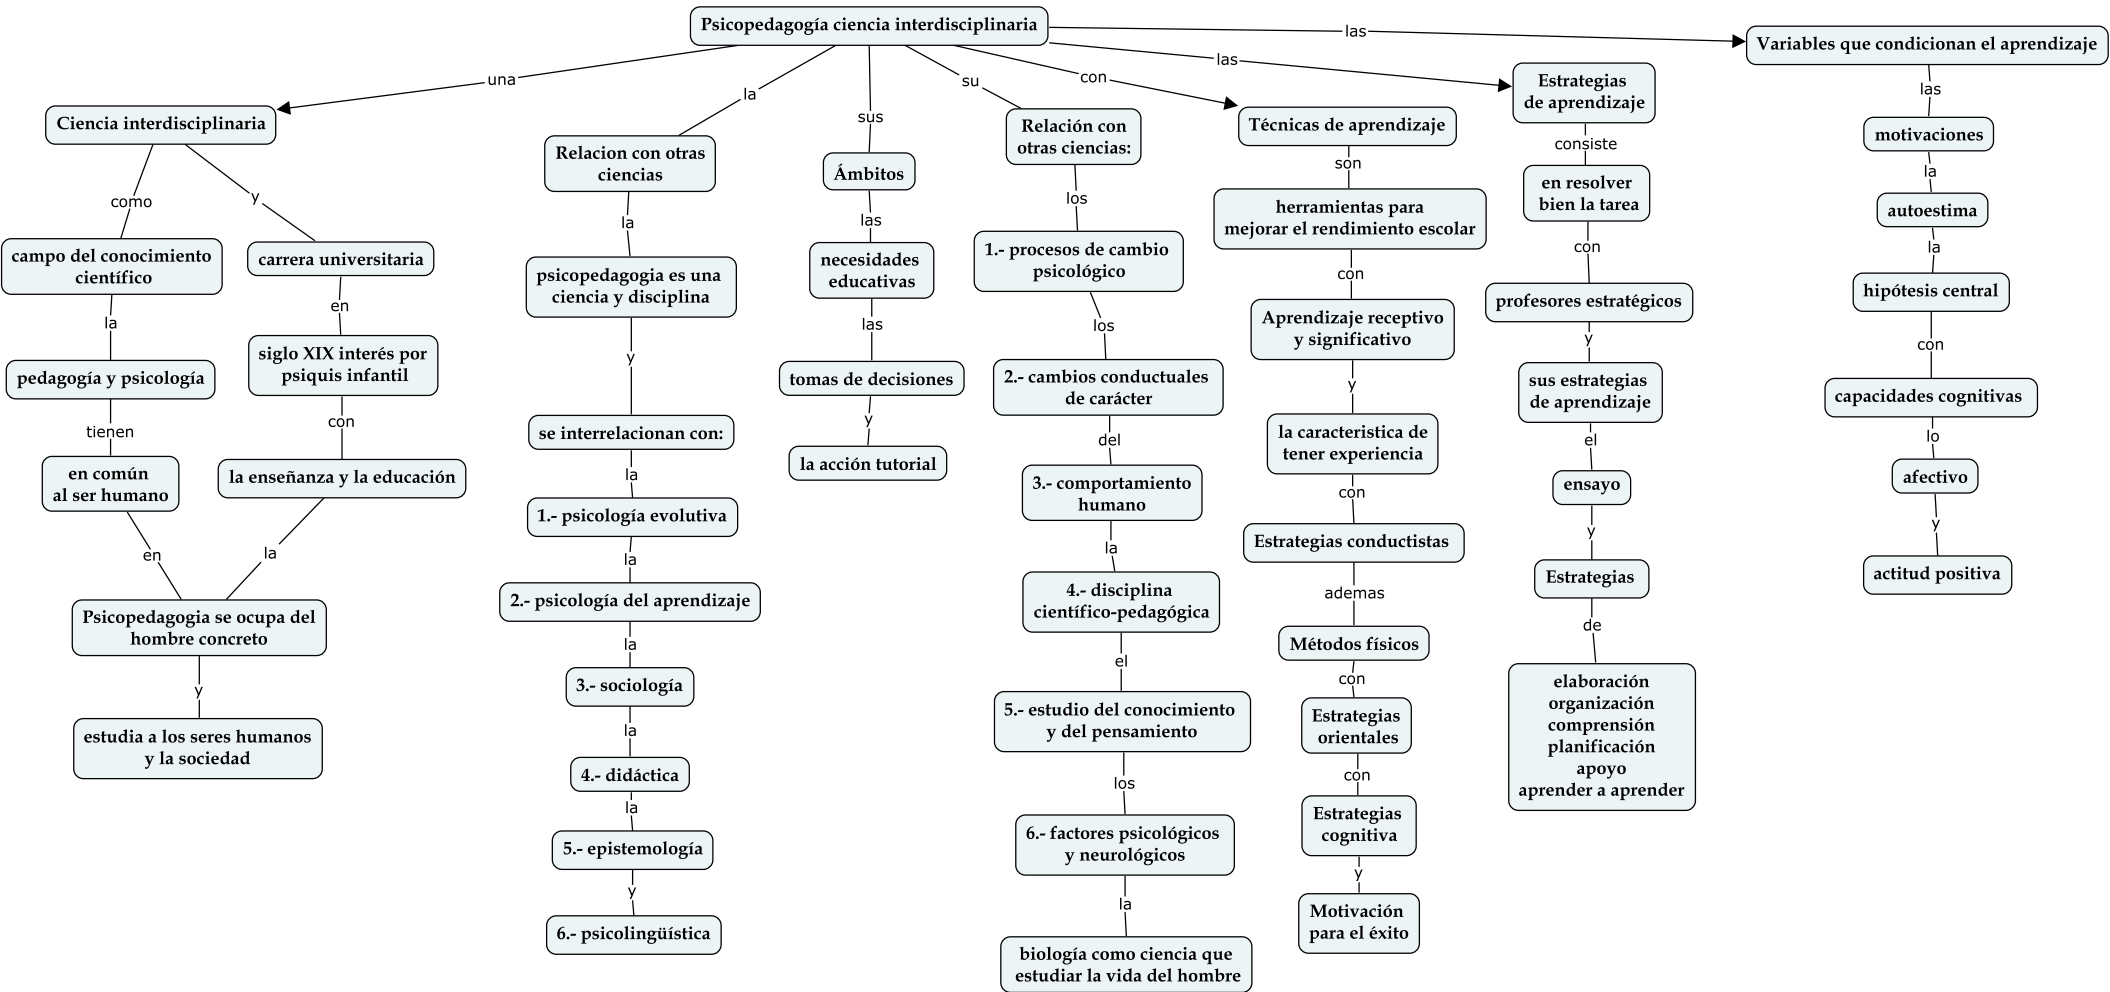 Psicopedagogía ciencia interdisciplinaria
una
Ciencia interdisciplinaria
como
campo del conocimiento
científico
la
pedagogía y psicología
tienen
en común
al ser humano
en
y
carrera universitaria
en
siglo XIX interés por
psiquis infantil
con
la enseñanza y la educación
la
Psicopedagogia se ocupa del
hombre concreto
y
estudia a los seres humanos
y la sociedad
la
Relacion con otras
ciencias
la
psicopedagogia es una
ciencia y disciplina
y
se interrelacionan con:
la
1.- psicología evolutiva
la
2.- psicología del aprendizaje
la
3.- sociología
la
4.- didáctica
la
5.- epistemología
y
6.- psicolingüística
sus
Ámbitos
las
necesidades
educativas
las
tomas de decisiones
y
la acción tutorial
su
Relación con
otras ciencias:
los
1.- procesos de cambio
psicológico
los
2.- cambios conductuales
de carácter
del
3.- comportamiento
humano
la
4.- disciplina
científico-pedagógica
el
5.- estudio del conocimiento
y del pensamiento
los
6.- factores psicológicos
y neurológicos
la
biología como ciencia que
estudiar la vida del hombre
con
Técnicas de aprendizaje
son
herramientas para
mejorar el rendimiento escolar
con
Aprendizaje receptivo
y significativo
y
la caracteristica de
tener experiencia
con
Estrategias conductistas
ademas
Métodos físicos
con
Estrategias
orientales
con
Estrategias
cognitiva
y
Motivación
para el éxito
las
Estrategias
de aprendizaje
consiste
en resolver
bien la tarea
con
profesores estratégicos
y
sus estrategias
de aprendizaje
el
ensayo
y
Estrategias
de
elaboración
organización
comprensión
planificación
apoyo
aprender a aprender
las
Variables que condicionan el aprendizaje
las
motivaciones
la
autoestima
la
hipótesis central
con
capacidades cognitivas
lo
afectivo
y
actitud positiva